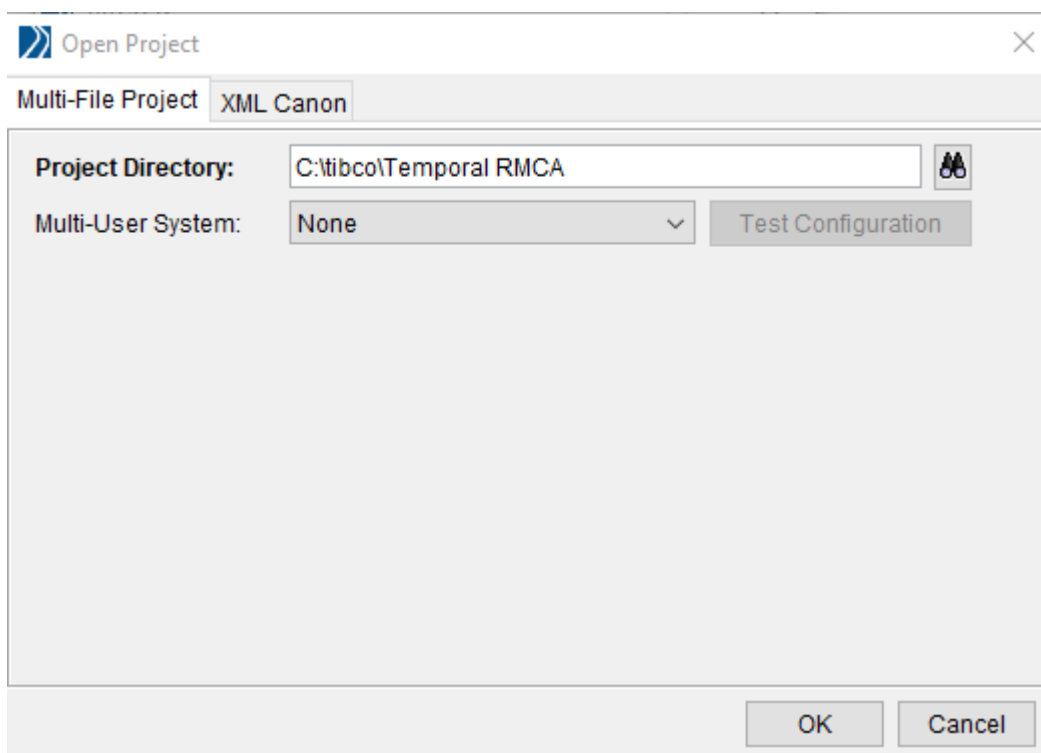 Open Project
Multi-File Project XML Canon
Project Directory: C:\tibco\Temporal RMCA
Multi-User System: None Test Configuration
OK Cancel